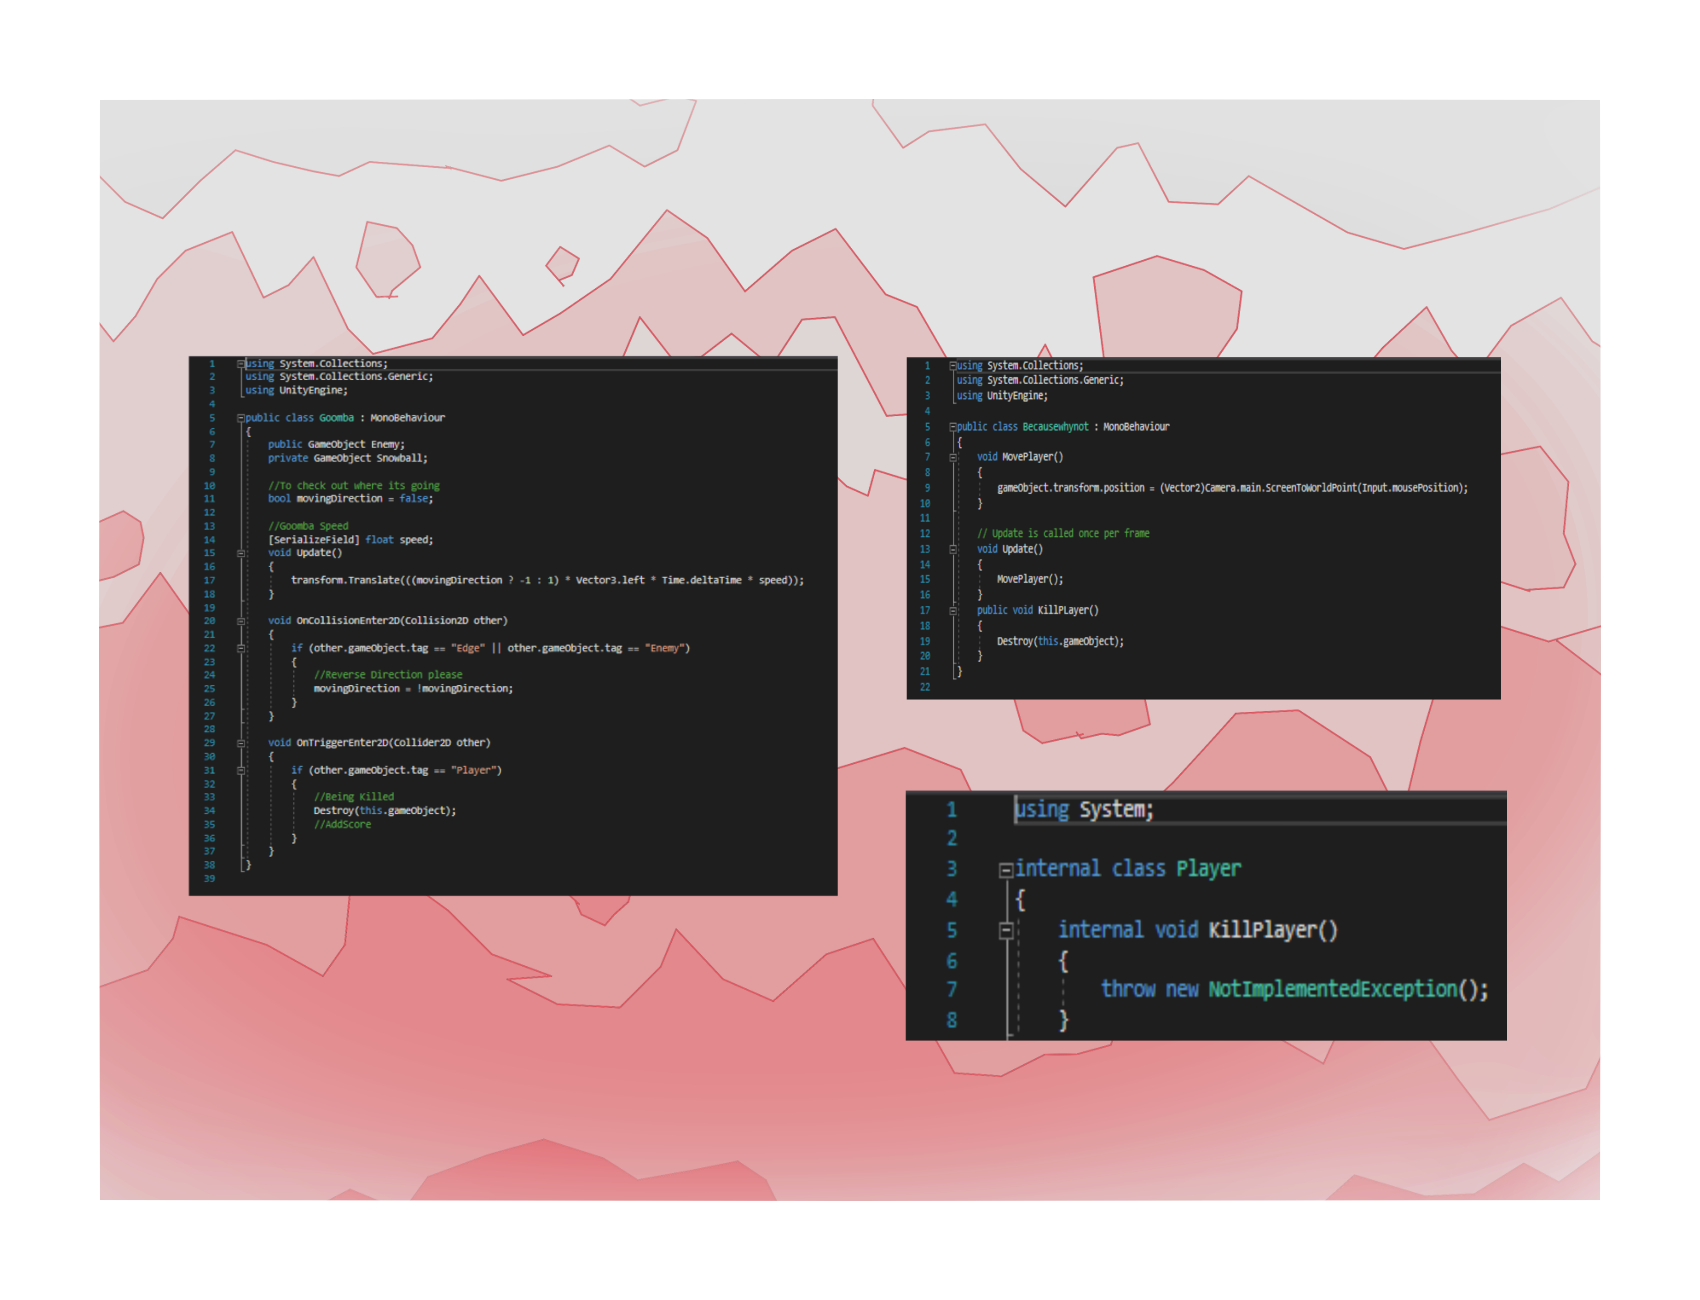 1 using System.Collections;
2 using System.Collections.Generic;
3 using UnityEngine;
4
5 public class Goomba : MonoBehaviour
6 {
7 public GameObject Enemy;
8 private GameObject Snowball;
9
10 //To check out where its going
11 bool movingDirection = false;
12
13 //Goomba Speed
14 [SerializeField] float speed;
15 void Update()
16 {
17 transform.Translate(((movingDirection ? -1 : 1) * Vector3.left * Time.deltaTime * speed));
18 }
19
20 void OnCollisionEnter2D(Collision2D other)
21 {
22 if (other.gameObject.tag == "Edge" || other.gameObject.tag == "Enemy")
23 {
24 //Reverse Direction please
25 movingDirection = !movingDirection;
26 }
27 }
28
29 void OnTriggerEnter2D(Collider2D other)
30 {
31 if (other.gameObject.tag == "Player")
32 {
33 //Being Killed
34 Destroy(this.gameObject);
35 //AddScore
36 }
37 }
38 }
39
1 using System.Collections;
2 using System.Collections.Generic;
3 using UnityEngine;
4
5 public class Becausewhynot : MonoBehaviour
6 {
7 void MovePlayer()
8 {
9 gameObject.transform.position = (Vector2)Camera.main.ScreenToWorldPoint(Input.mousePosition);
10 }
11
12 // Update is called once per frame
13 void Update()
14 {
15 MovePlayer();
16 }
17 public void KillPLayer()
18 {
19 Destroy(this.gameObject);
20 }
21 }
22
1 using System;
2
3 internal class Player
4 {
5 internal void KillPlayer()
6 {
7 throw new NotImplementedException();
8 }